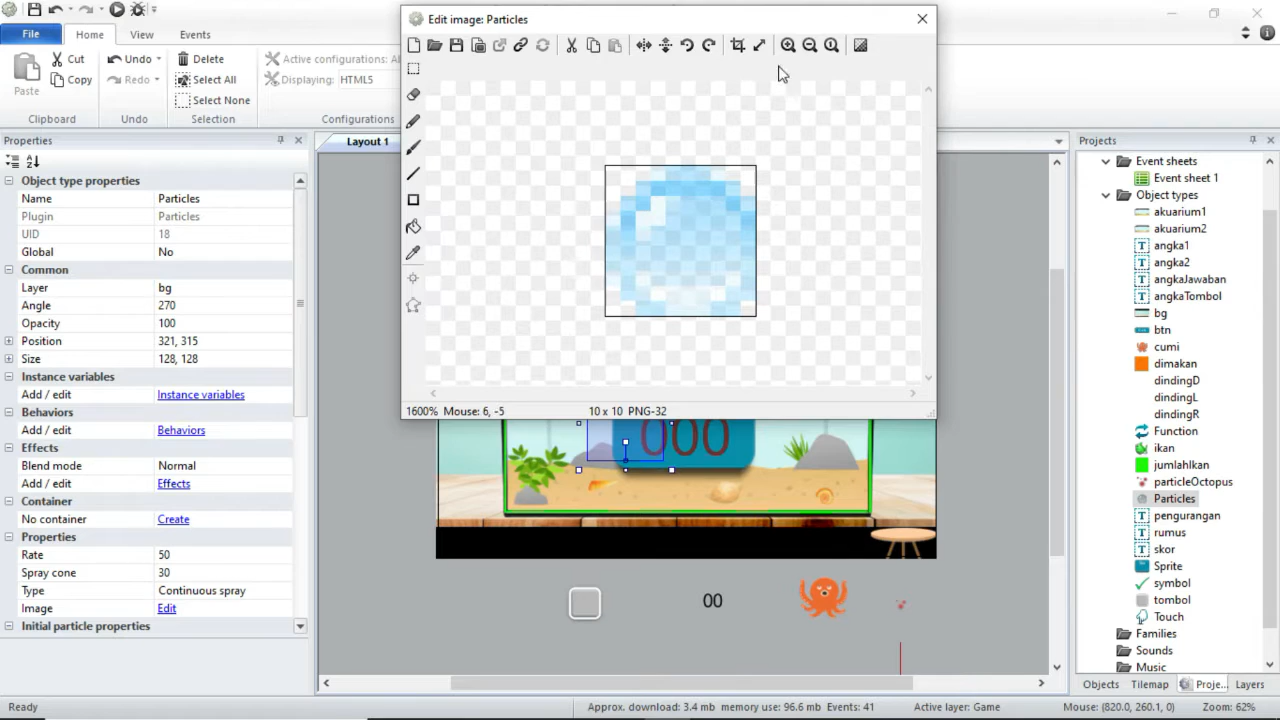 Edit image: Particles
File
Home
View
Events
Paste
Cut
Copy
Clipboard
Undo
Redo
Undo
Delete
Select All
Select None
Selection
Active configurations:
Displaying: HTML5
Configurations
Properties
Object type properties
Name Particles
Plugin Particles
UID 18
Global No
Common
Layer bg
Angle 270
Opacity 100
Position 321, 315
Size 128, 128
Instance variables
Add / edit Instance variables
Behaviors
Add / edit Behaviors
Effects
Blend mode Normal
Add / edit Effects
Container
No container Create
Properties
Rate 50
Spray cone 30
Type Continuous spray
Image Edit
Initial particle properties
Layout 1
1600% Mouse: 6, -5 10 x 10 PNG-32
000
00
Projects
Event sheets
Event sheet 1
Object types
akuarium1
akuarium2
angka1
angka2
angkaJawaban
angkaTombol
bg
btn
cumi
dimakan
dindingD
dindingL
dindingR
Function
ikan
jumlahlkan
particleOctopus
Particles
pengurangan
rumus
skor
Sprite
symbol
tombol
Touch
Families
Sounds
Music
Objects Tilemap Proje... Layers
Ready
Approx. download: 3.4 mb memory use: 96.6 mb Events: 41 Active layer: Game Mouse: (820.0, 260.1, 0) Zoom: 62%